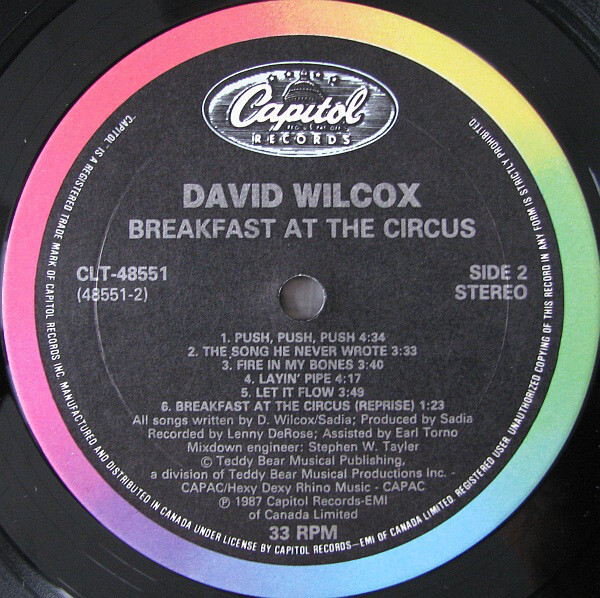 Capitol
RECORDS
DAVID WILCOX
BREAKFAST AT THE CIRCUS
CLT-48551
(48551-2)
SIDE 2
STEREO
1. PUSH, PUSH, PUSH 4:34
2. THE SONG HE NEVER WROTE 3:33
3. FIRE IN MY BONES 3:40
4. LAYIN' PIPE 4:17
5. LET IT FLOW 3:49
6. BREAKFAST AT THE CIRCUS (REPRISE) 1:23
All songs written by D. Wilcox/Sadia; Produced by Sadia
Recorded by Lenny DeRose; Assisted by Earl Torno
Mixdown engineer: Stephen W. Tayler
© Teddy Bear Musical Publishing,
a division of Teddy Bear Musical Productions Inc. -
CAPAC/Hexy Dexy Rhino Music - CAPAC
℗ 1987 Capitol Records-EMI
of Canada Limited
33 RPM
"CAPITOL" IS A REGISTERED TRADE MARK OF CAPITOL RECORDS INC. MANUFACTURED AND DISTRIBUTED IN CANADA UNDER LICENSE BY CAPITOL RECORDS—EMI OF CANADA LIMITED. REGISTERED USER. UNAUTHORIZED COPYING OF THIS RECORD IN ANY FORM IS STRICTLY PROHIBITED